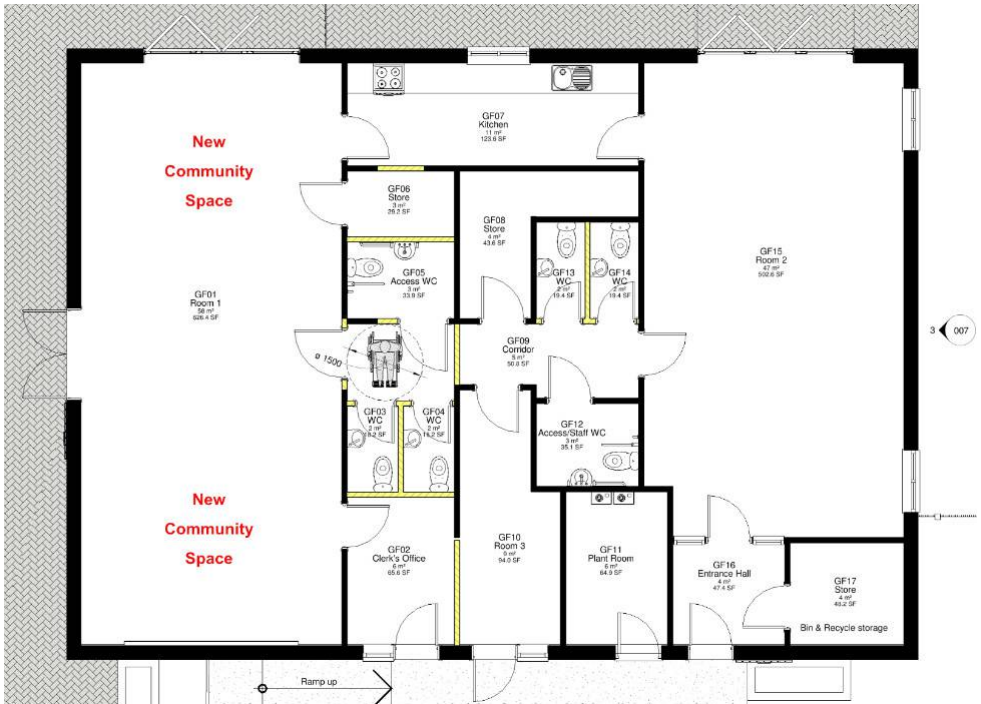 New
Community
Space
GF07
Kitchen
11 m²
123.6 SF
GF06
Store
3 m²
28.2 SF
GF08
Store
4 m²
43.6 SF
GF05
Access WC
3 m²
33.9 SF
GF13
WC
2 m²
19.4 SF
GF14
WC
2 m²
19.4 SF
GF15
Room 2
47 m²
502.6 SF
GF01
Room 1
58 m²
626.4 SF
ø 1500
GF09
Corridor
5 m²
50.8 SF
3
007
GF03
WC
2 m²
GF04
WC
2 m²
GF12
Access/Staff WC
3 m²
35.1 SF
New
Community
Space
GF02
Clerk's Office
6 m²
65.6 SF
GF10
Room 3
9 m²
94.0 SF
GF11
Plant Room
6 m²
64.9 SF
GF16
Entrance Hall
4 m²
47.4 SF
GF17
Store
4 m²
Bin & Recycle storage
Ramp up